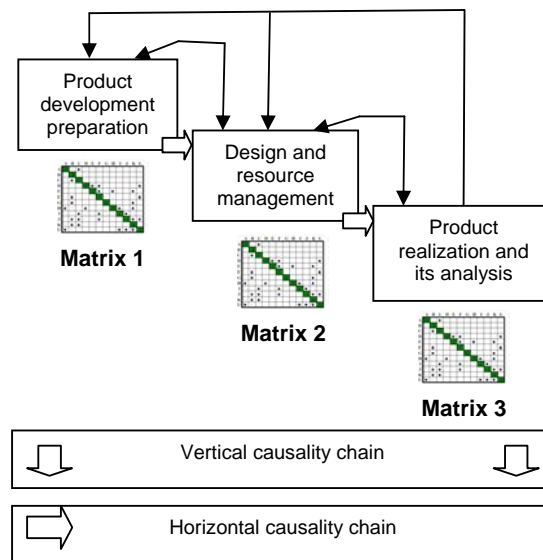 Product
development
preparation
Matrix 1
Design and
resource
management
Matrix 2
Product
realization and
its analysis
Matrix 3
Vertical causality chain
Horizontal causality chain